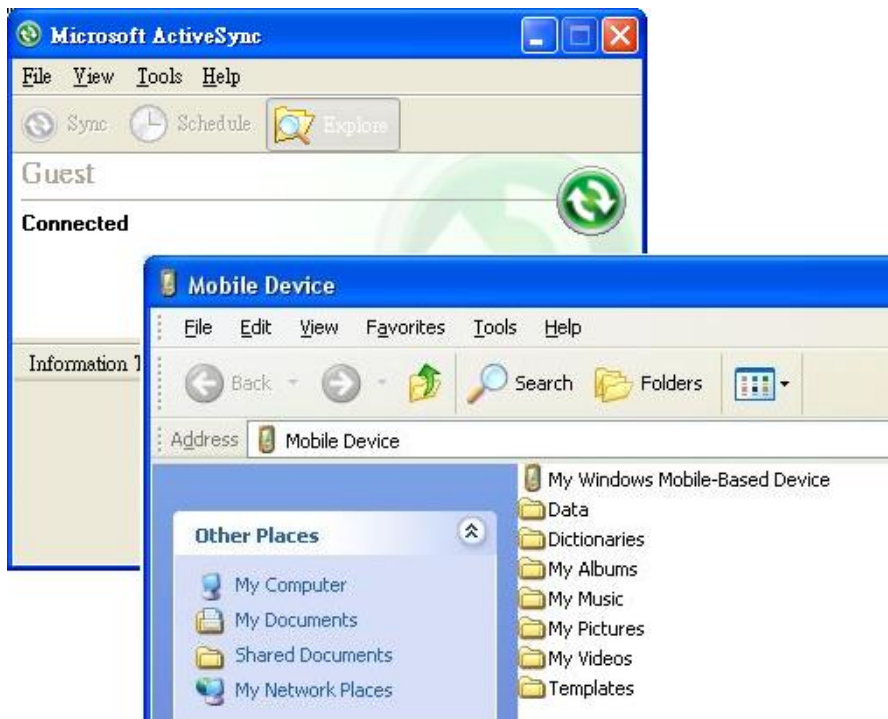 Microsoft ActiveSync
File View Tools Help
Sync Schedule Explore
Guest
Connected
Information
Mobile Device
File Edit View Favorites Tools Help
Back Search Folders
Address Mobile Device
Other Places
My Computer
My Documents
Shared Documents
My Network Places
My Windows Mobile-Based Device
Data
Dictionaries
My Albums
My Music
My Pictures
My Videos
Templates